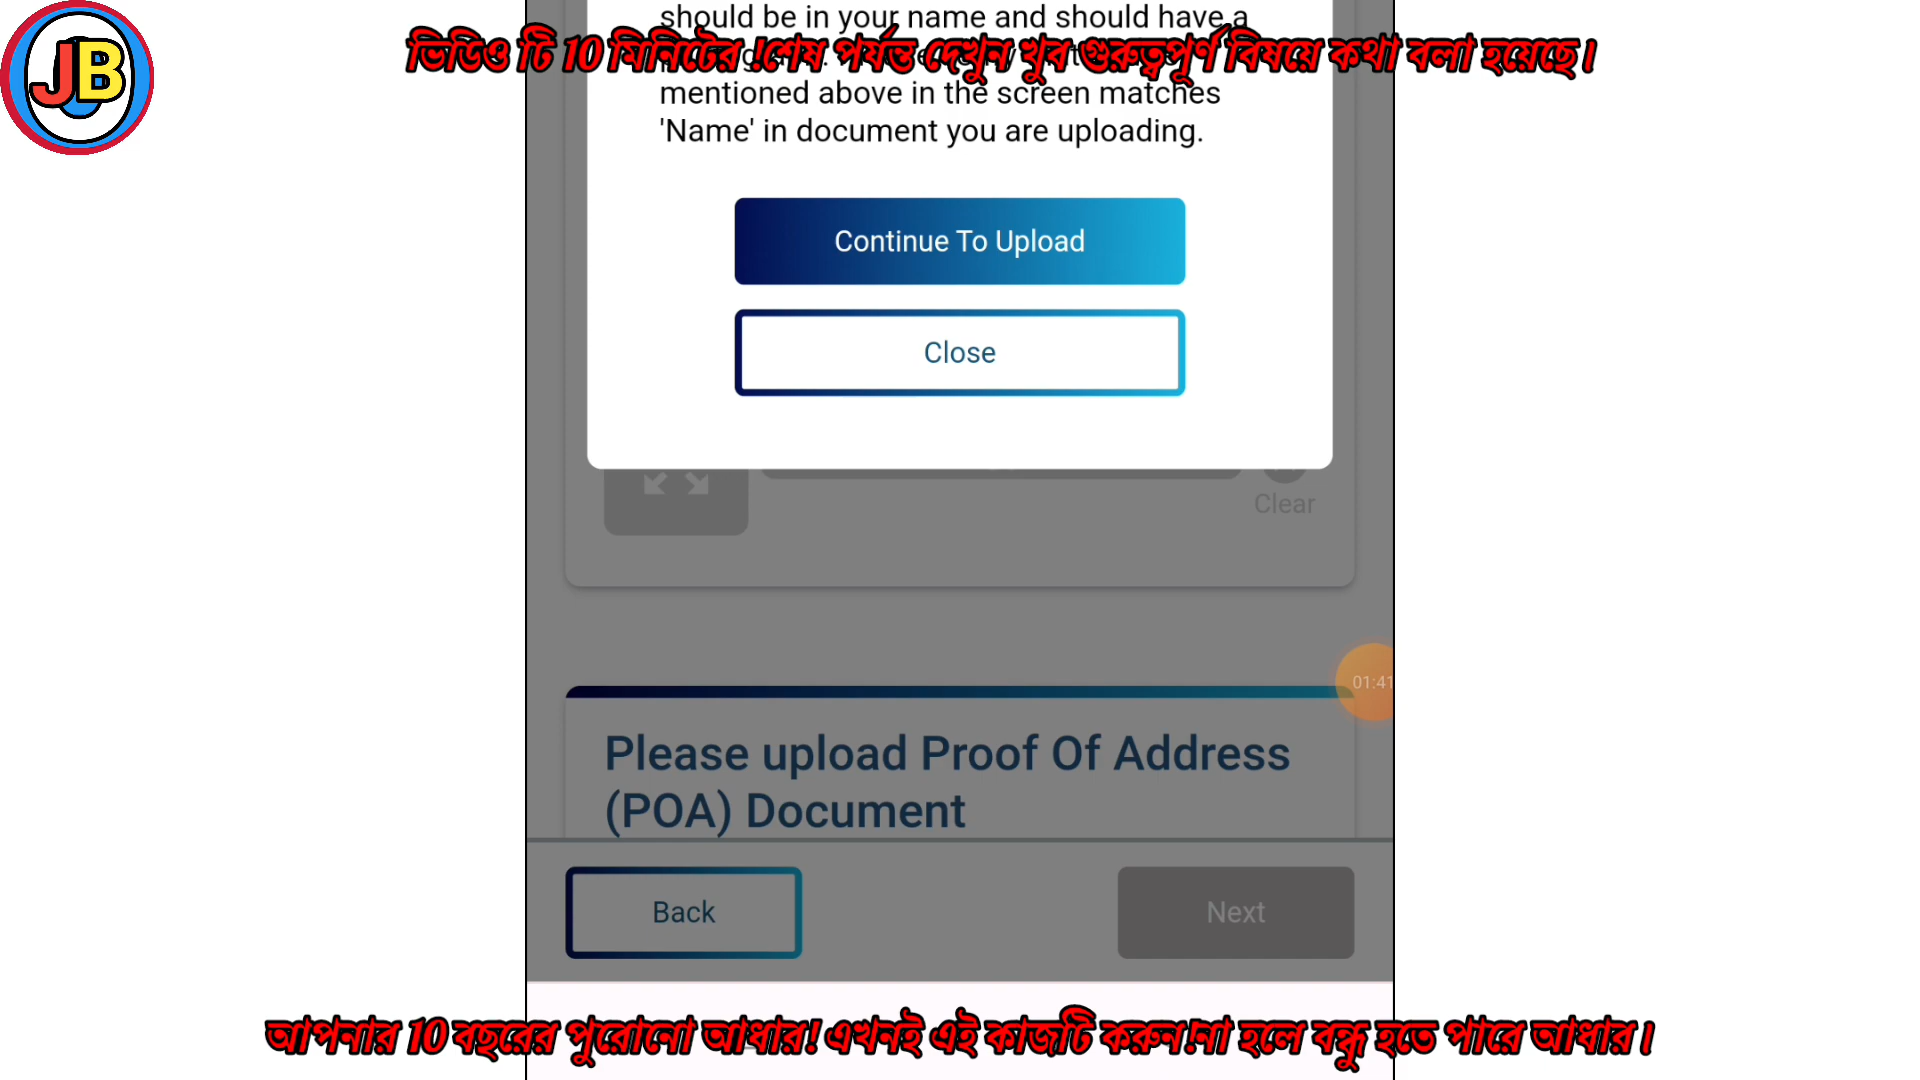 JB
should be in your name and should have a
ভিডিও টি 10 মিনিটের !শেষ পর্যন্ত দেখুন খুব গুরুত্বপূর্ণ বিষয়ে কথা বলা হয়েছে।
mentioned above in the screen matches
'Name' in document you are uploading.
Continue To Upload
Close
Clear
01:41
Please upload Proof Of Address
(POA) Document
Back
Next
আপনার 10 বছরের পুরোনো আধার! এখনই এই কাজটি করুন!না হলে বন্ধু হতে পারে আধার।